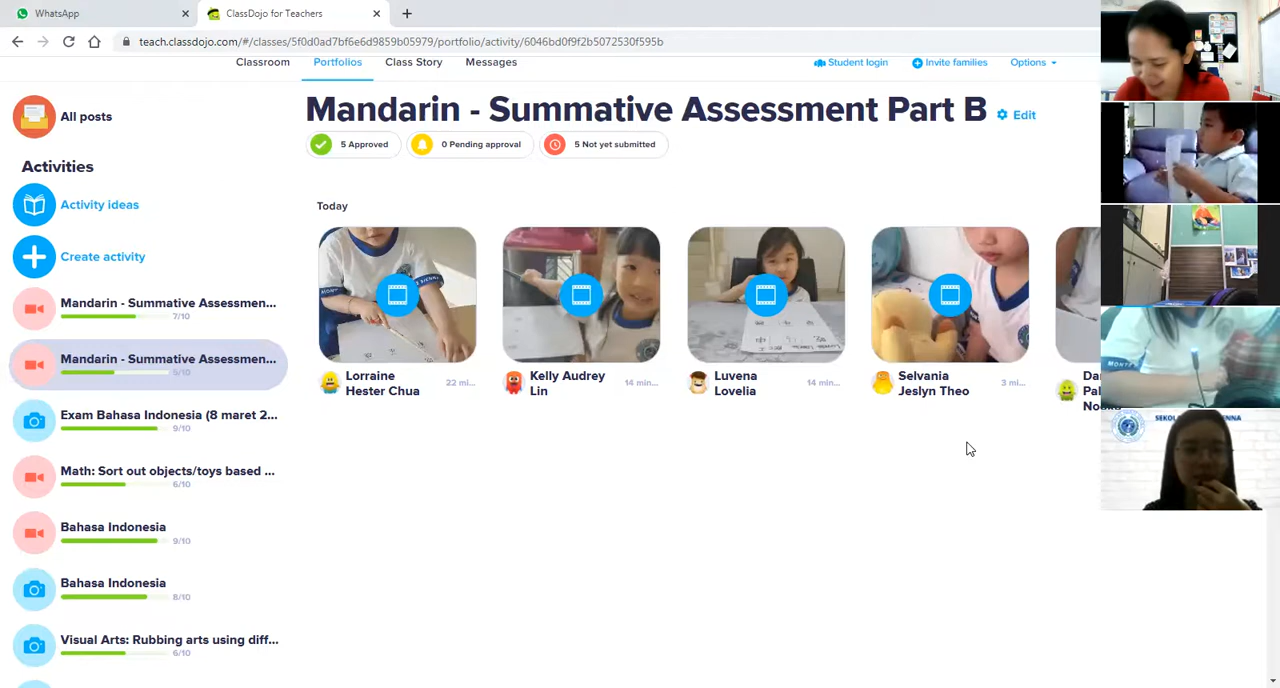 WhatsApp
ClassDojo for Teachers
teach.classdojo.com/#/classes/5f0d0ad7bf6e6d9859b05979/portfolio/activity/6046bd0f9f2b5072530f595b
Classroom
Portfolios
Class Story
Messages
Student login
Invite families
Options
All posts
Activities
Activity ideas
Create activity
Mandarin - Summative Assessmen...
7/10
Mandarin - Summative Assessmen...
5/10
Exam Bahasa Indonesia (8 maret 2...
9/10
Math: Sort out objects/toys based ...
6/10
Bahasa Indonesia
9/10
Bahasa Indonesia
8/10
Visual Arts: Rubbing arts using diff...
6/10
Mandarin - Summative Assessment Part B
Edit
5 Approved
0 Pending approval
5 Not yet submitted
Today
Lorraine
Hester Chua
22 mi...
Kelly Audrey
Lin
14 min...
Luvena
Lovelia
14 min...
Selvania
Jeslyn Theo
3 mi...